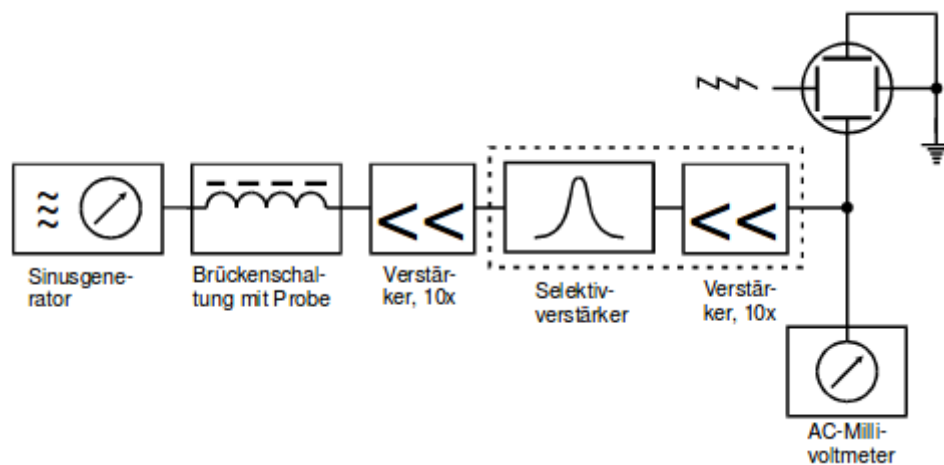 Sinusgene-
rator
Brückenschal-
tung mit Probe
Verstär-
ker, 10x
Selektiv-
verstärker
Verstär-
ker, 10x
AC-Milli-
voltmeter